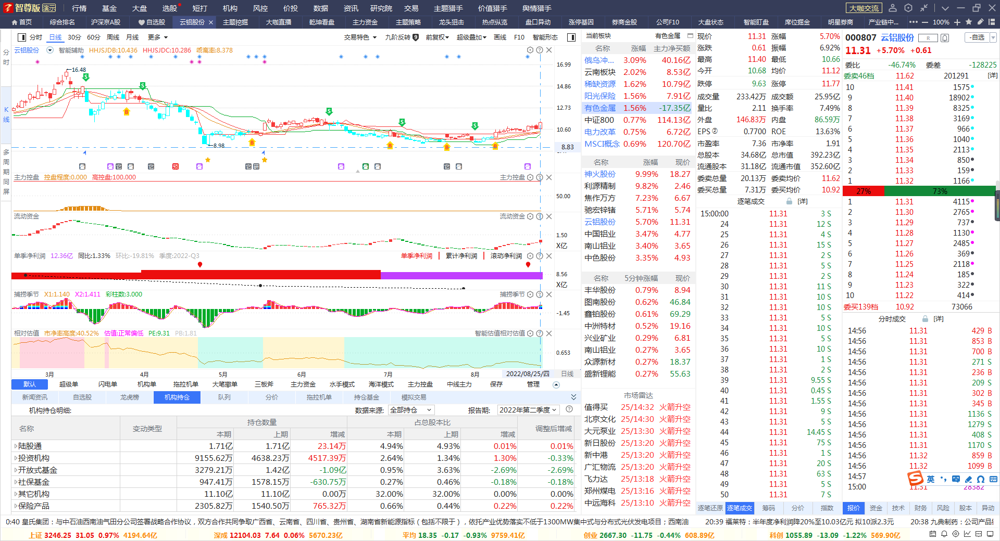 智尊版 演示 行情 基金 大盘 选股 短打 机构 风控 价投 数据 资讯 研究院 交易 主题猎手 价值猎手 舆情猎手 大咖交流
首页 综合排名 沪深京A股 自选股 云铝股份 主题挖掘 大咖直播 乾坤看盘 主力资金 主题策略 龙头狙击 热点纵览 盘口异动 涨停基因 券商金股 公司F10 大盘状态 智能盯盘 席位掘金 明星券商 产业链中... 100%
分时 日线 30分 60分 周线 月线 更多 交易特色 九阶反转 9 前复权 超级叠加 画线 F10 智能形态
分时
K线
多周期同屏
云铝股份 智能辅助 HHJSJDB:10.436 HHJSJDC:10.286 乖离率:8.378
16.99
14.86
12.73
10.60
8.83
16.48
8.98
S S S S S
B B B B B B
主力控盘 控盘程度:0.000 高控盘:100.000 主力控盘
50.00
流动资金 流动资金
1.50
X亿
单季净利润 12.36亿 同比:1.33% 环比:-19.81% 季度:2022-Q3 单季净利润 累计净利润 滚动净利润
8.56
X亿
捕捞季节 X1:1.140 X2:1.411 彩柱数:3.000 捕捞季节
-1.45
相对估值 市净率高度:40.52% 估值:正常偏低 PE:9.31 PB:1.81 智能估值相对估值
0.653
3月 4月 5月 6月 7月 8月 2022/08/25/四 日线
默认 超级单 闪电单 机构单 拖拉机单 大笔撤单 三板斧 主力资金 水手模式 海洋模式 主力控盘 中线主力 保存 管理
新闻资讯 自选股 龙虎榜 机构持仓 队列 分价 拖拉机单 持仓基金 模拟交易
机构持仓明细: 数据来源: 全部持仓 报告期: 2022年第二季度
名称 变动类型 持仓数量 占总股本比 调整后增减
本期 上期 增减 本期 上期 增减
陆股通 1.71亿 1.71亿 23.14万 4.94% 4.93% 0.01% 0.01%
投资机构 9155.62万 4638.23万 4517.39万 2.64% 1.34% 1.30% -0.33%
开放式基金 3279.21万 1.42亿 -1.09亿 0.95% 3.63% -2.69% -2.69%
社保基金 947.41万 1578.15万 -630.75万 0.27% 0.46% -0.18% -0.18%
其它机构 11.10亿 11.10亿 0.00万 32.00% 32.00% 0.00% 0.00%
保险产品 2305.82万 1540.50万 765.32万 0.66% 0.44% 0.22% 0.22%
当前板块 有色金属
名称 涨幅 主力净买额
俄乌冲... 3.09% 40.16亿
云南板块 2.02% 8.53亿
稀缺资源 1.62% 10.79亿
阳光保险 1.56% 7.91亿
有色金属 1.56% -17.35亿
中证800 0.77% 114.13亿
电力改革 0.75% 6.72亿
MSCI概念 0.69% 120.70亿
名称 涨幅 现价
神火股份 9.99% 18.27
利源精制 9.82% 2.46
焦作万方 7.23% 6.67
驰宏锌锗 5.71% 5.74
云铝股份 5.70% 11.31
中国铝业 3.47% 4.77
南山铝业 3.40% 3.65
中色股份 3.35% 4.93
名称 5分钟涨幅 现价
丰华股份 0.79% 8.94
图南股份 0.62% 46.84
鑫铂股份 0.61% 69.29
中洲特材 0.52% 19.16
兴业矿业 0.29% 6.81
南山铝业 0.27% 3.65
众源新材 0.27% 18.37
盛新锂能 0.27% 55.63
市场雷达
值得买 25/14:32 火箭升空
北京文化 25/14:30 火箭升空
大元泵业 25/13:30 火箭升空
新日股份 25/13:20 火箭升空
新中港 25/13:20 火箭升空
广汇物流 25/13:20 火箭升空
飞力达 25/13:18 火箭升空
郑州煤电 25/13:16 火箭升空
中远海科 25/13:10 火箭升空
现价 11.31 涨幅 5.70%
涨跌 0.61 振幅 6.92%
最高 11.40 最低 10.66
今开 10.68 均价 11.12
跌停 9.63 涨停 11.77
成交量 233.42万 成交额 25.95亿
量比 2.11 换手率 7.49%
外盘 146.83万 内盘 86.59万
EPS② 0.7700 ROE 13.63%
市盈率 7.36 市净率 1.91
总股本 34.68亿 总市值 392.23亿
流通股本 31.18亿 流通市值 352.60亿
委卖总量 20.13万 委卖均价 11.62
委买总量 7.31万 委买均价 10.92
逐笔成交 [详]
15:00:00 11.31 3 S
24 11.31 12 S
25 11.31 4 S
26 11.31 15 S
27 11.31 2 S
28 11.31 5 S
29 11.31 2 S
30 11.31 11 S
31 11.31 10 S
32 11.31 10 S
33 11.31 5 S
34 11.31 10 S
35 11.31 5 S
36 11.31 10 S
37 11.31 1 S
38 11.31 2 S
39 11.31 9.55 S
40 11.31 0.45 S
41 11.31 1.55 S
42 11.31 9 S
43 11.31 5 S
44 11.31 14.45 S
45 11.31 75 S
46 11.31 1 S
47 11.31 20 S
48 11.31 63 S
49 11.31 5 S
50 11.31 7 S
逐笔还原 逐笔成交 筹码 分价 指数
000807 云铝股份 R -自选
11.31 +5.70% +0.61
委比 -46.74% 委差 -128225
委卖46档 11.62 201291 [详]
10 11.41 1575
9 11.40 18902
8 11.39 8325
7 11.38 3169
6 11.37 966
5 11.36 1040
4 11.35 2113
3 11.34 850
2 11.33 159
1 11.32 1166
27% 73%
1 11.31 4115
2 11.30 2765
3 11.29 737
4 11.28 1130
5 11.27 2485
6 11.26 369
7 11.25 2118
8 11.24 185
9 11.23 322
10 11.22 414
委买139档 10.92 73066
分时成交 [详]
14:56 11.31 429 B
14:56 11.31 853 B
14:56 11.31 700 B
14:56 11.31 271 S
14:56 11.31 236 B
14:56 11.31 209 S
14:56 11.31 302 B
14:56 11.31 345 B
14:56 11.31 1136 S
14:56 11.31 1279 S
14:56 11.31 408 S
14:56 11.31 1170 S
14:56 11.32 859 B
14:56 11.32 1099 B
14:57
15:00 11.31 28382
英
报价 资金 技术 财务 风险 股本 异动
0:40 皇氏集团：与中石油西南油气田分公司签署战略合作协议，双方合作共同争取广西省、云南省、四川省、贵州省、湖南省新能源指标（包括不限于），依托产业优势落实不低于1300MW集中式与分布式光伏发电项目；西南油 20:39 福莱特：半年度净利润降20%至10.03亿元 拟10派2.3元 20:38 九典制药：公司产品
上证 3246.25 31.05 0.97% 4194.64亿 深成 12104.03 7.64 0.06% 5670.23亿 平均 18.35 -0.17 -0.93% 9759.41亿 创业 2667.30 -11.75 -0.44% 608.89亿 科创 1055.89 -13.09 -1.22% 569.90亿